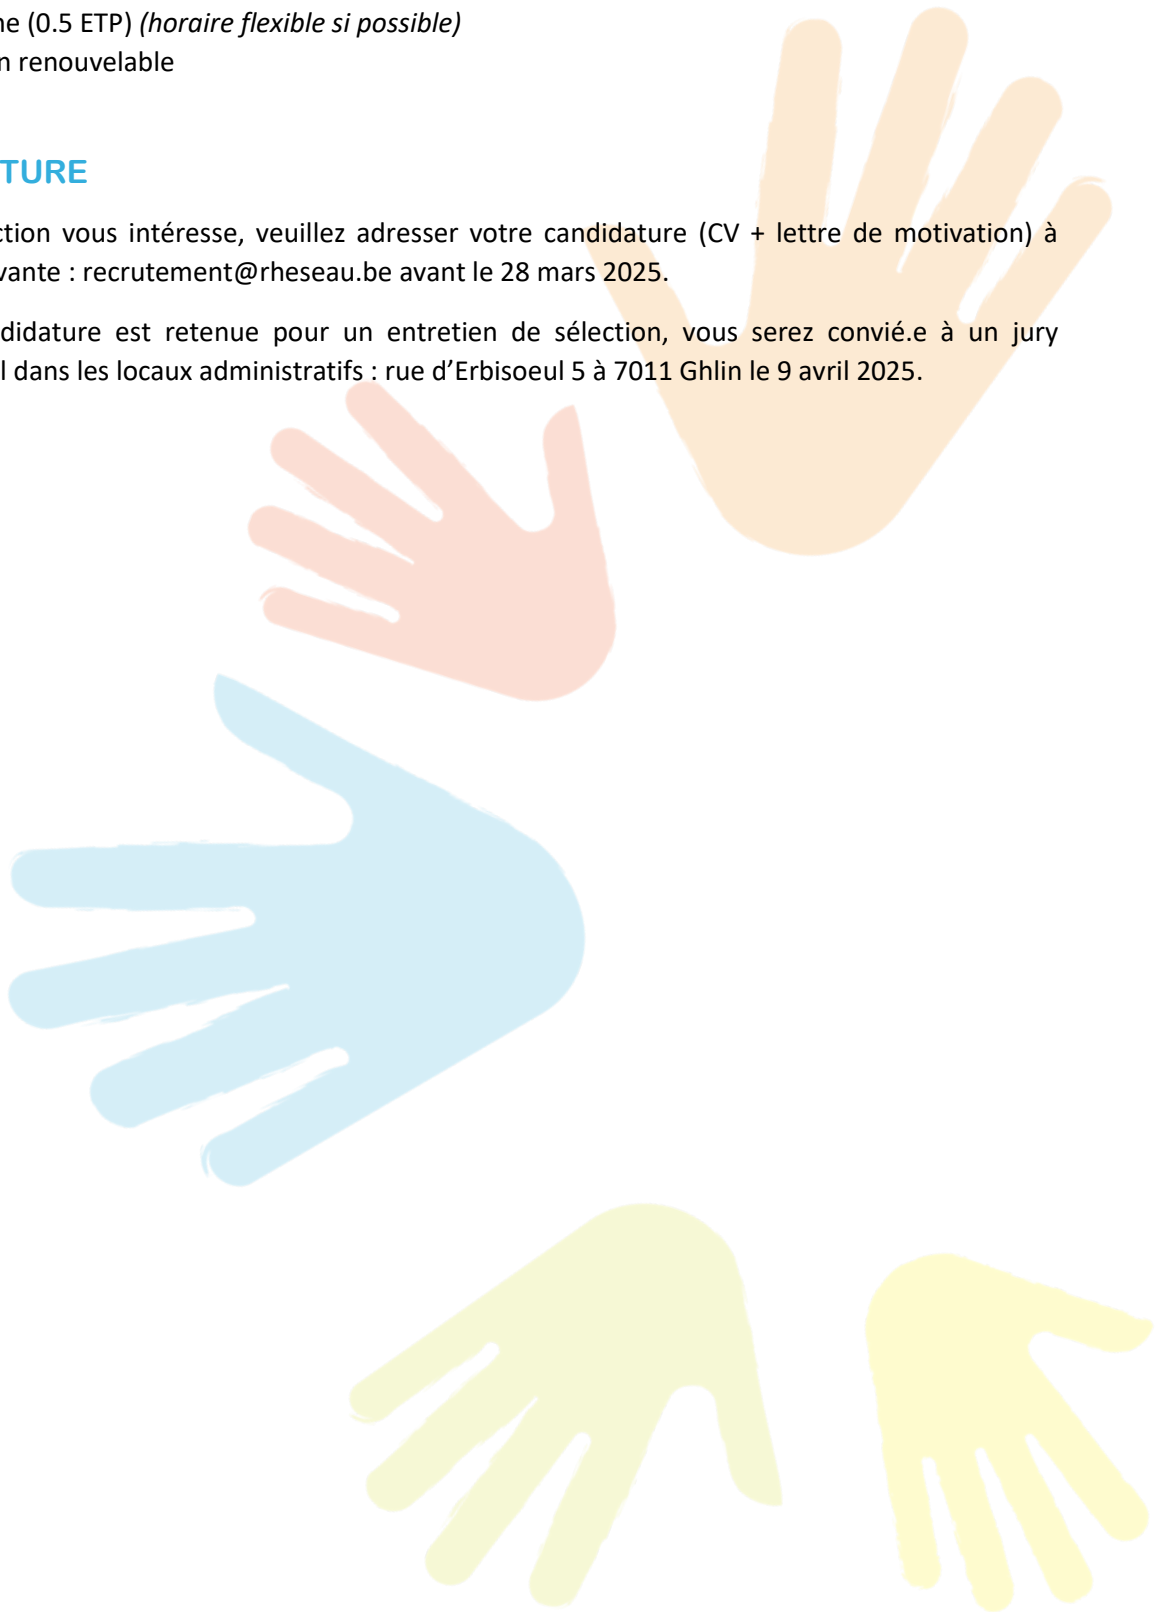 ne (0.5 ETP) (horaire flexible si possible)
n renouvelable
TURE
ction vous intéresse, veuillez adresser votre candidature (CV + lettre de motivation) à
vante : recrutement@rheseau.be avant le 28 mars 2025.
didature est retenue pour un entretien de sélection, vous serez convié.e à un jury
l dans les locaux administratifs : rue d’Erbisoeul 5 à 7011 Ghlin le 9 avril 2025.